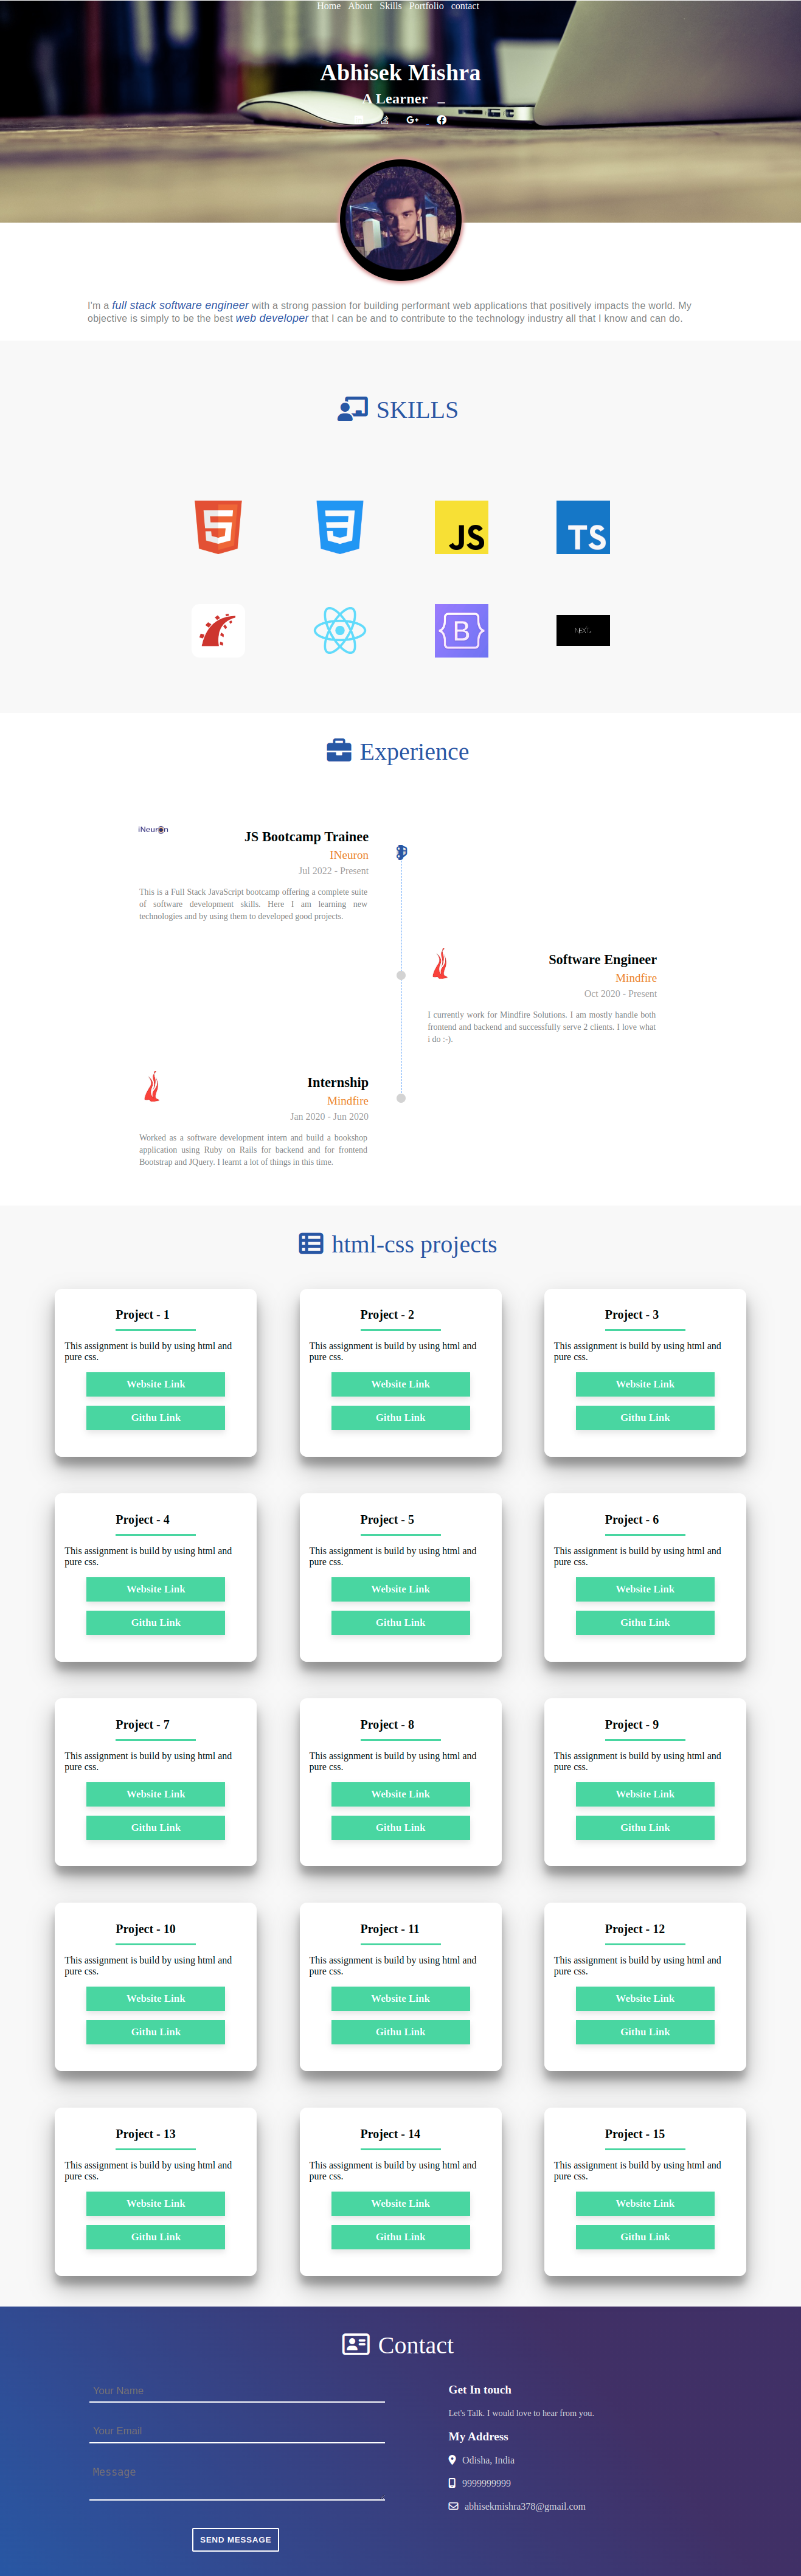 Home About Skills Portfolio contact
Abhisek Mishra
A Learner _
I'm a full stack software engineer with a strong passion for building performant web applications that positively impacts the world. My
objective is simply to be the best web developer that I can be and to contribute to the technology industry all that I know and can do.
SKILLS
JS
TS
B
NEXT.JS
Experience
iNeuron
JS Bootcamp Trainee
INeuron
Jul 2022 - Present
This is a Full Stack JavaScript bootcamp offering a complete suite
of software development skills. Here I am learning new
technologies and by using them to developed good projects.
Software Engineer
Mindfire
Oct 2020 - Present
I currently work for Mindfire Solutions. I am mostly handle both
frontend and backend and successfully serve 2 clients. I love what
i do :-).
Internship
Mindfire
Jan 2020 - Jun 2020
Worked as a software development intern and build a bookshop
application using Ruby on Rails for backend and for frontend
Bootstrap and JQuery. I learnt a lot of things in this time.
html-css projects
Project - 1
This assignment is build by using html and
pure css.
Website Link
Githu Link
Project - 2
This assignment is build by using html and
pure css.
Website Link
Githu Link
Project - 3
This assignment is build by using html and
pure css.
Website Link
Githu Link
Project - 4
This assignment is build by using html and
pure css.
Website Link
Githu Link
Project - 5
This assignment is build by using html and
pure css.
Website Link
Githu Link
Project - 6
This assignment is build by using html and
pure css.
Website Link
Githu Link
Project - 7
This assignment is build by using html and
pure css.
Website Link
Githu Link
Project - 8
This assignment is build by using html and
pure css.
Website Link
Githu Link
Project - 9
This assignment is build by using html and
pure css.
Website Link
Githu Link
Project - 10
This assignment is build by using html and
pure css.
Website Link
Githu Link
Project - 11
This assignment is build by using html and
pure css.
Website Link
Githu Link
Project - 12
This assignment is build by using html and
pure css.
Website Link
Githu Link
Project - 13
This assignment is build by using html and
pure css.
Website Link
Githu Link
Project - 14
This assignment is build by using html and
pure css.
Website Link
Githu Link
Project - 15
This assignment is build by using html and
pure css.
Website Link
Githu Link
Contact
Your Name
Your Email
Message
SEND MESSAGE
Get In touch
Let's Talk. I would love to hear from you.
My Address
Odisha, India
9999999999
abhisekmishra378@gmail.com